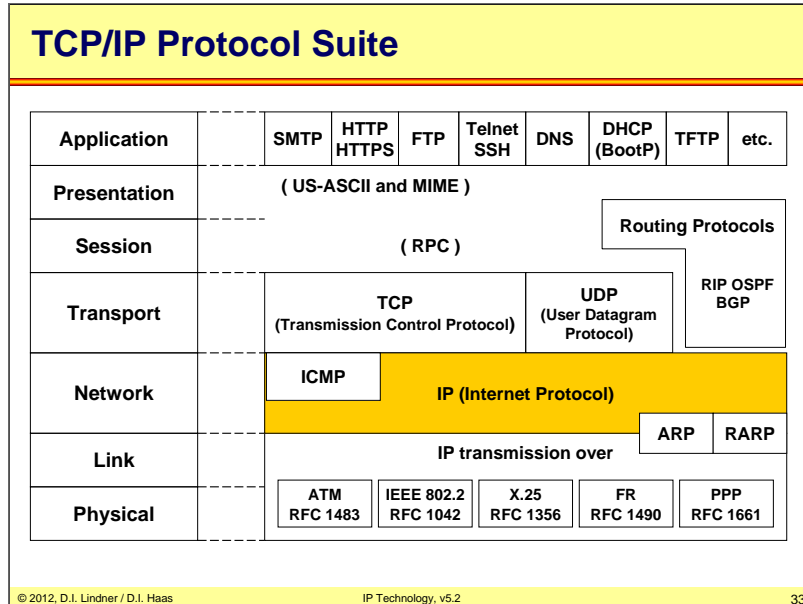 TCP/IP Protocol Suite
Application
SMTP
HTTP
HTTPS
FTP
Telnet
SSH
DNS
DHCP
(BootP)
TFTP
etc.
Presentation
( US-ASCII and MIME )
Session
( RPC )
Routing Protocols
Transport
TCP
(Transmission Control Protocol)
UDP
(User Datagram
Protocol)
RIP OSPF
BGP
Network
ICMP
IP (Internet Protocol)
ARP
RARP
Link
IP transmission over
Physical
ATM
RFC 1483
IEEE 802.2
RFC 1042
X.25
RFC 1356
FR
RFC 1490
PPP
RFC 1661
© 2012, D.I. Lindner / D.I. Haas
IP Technology, v5.2
33